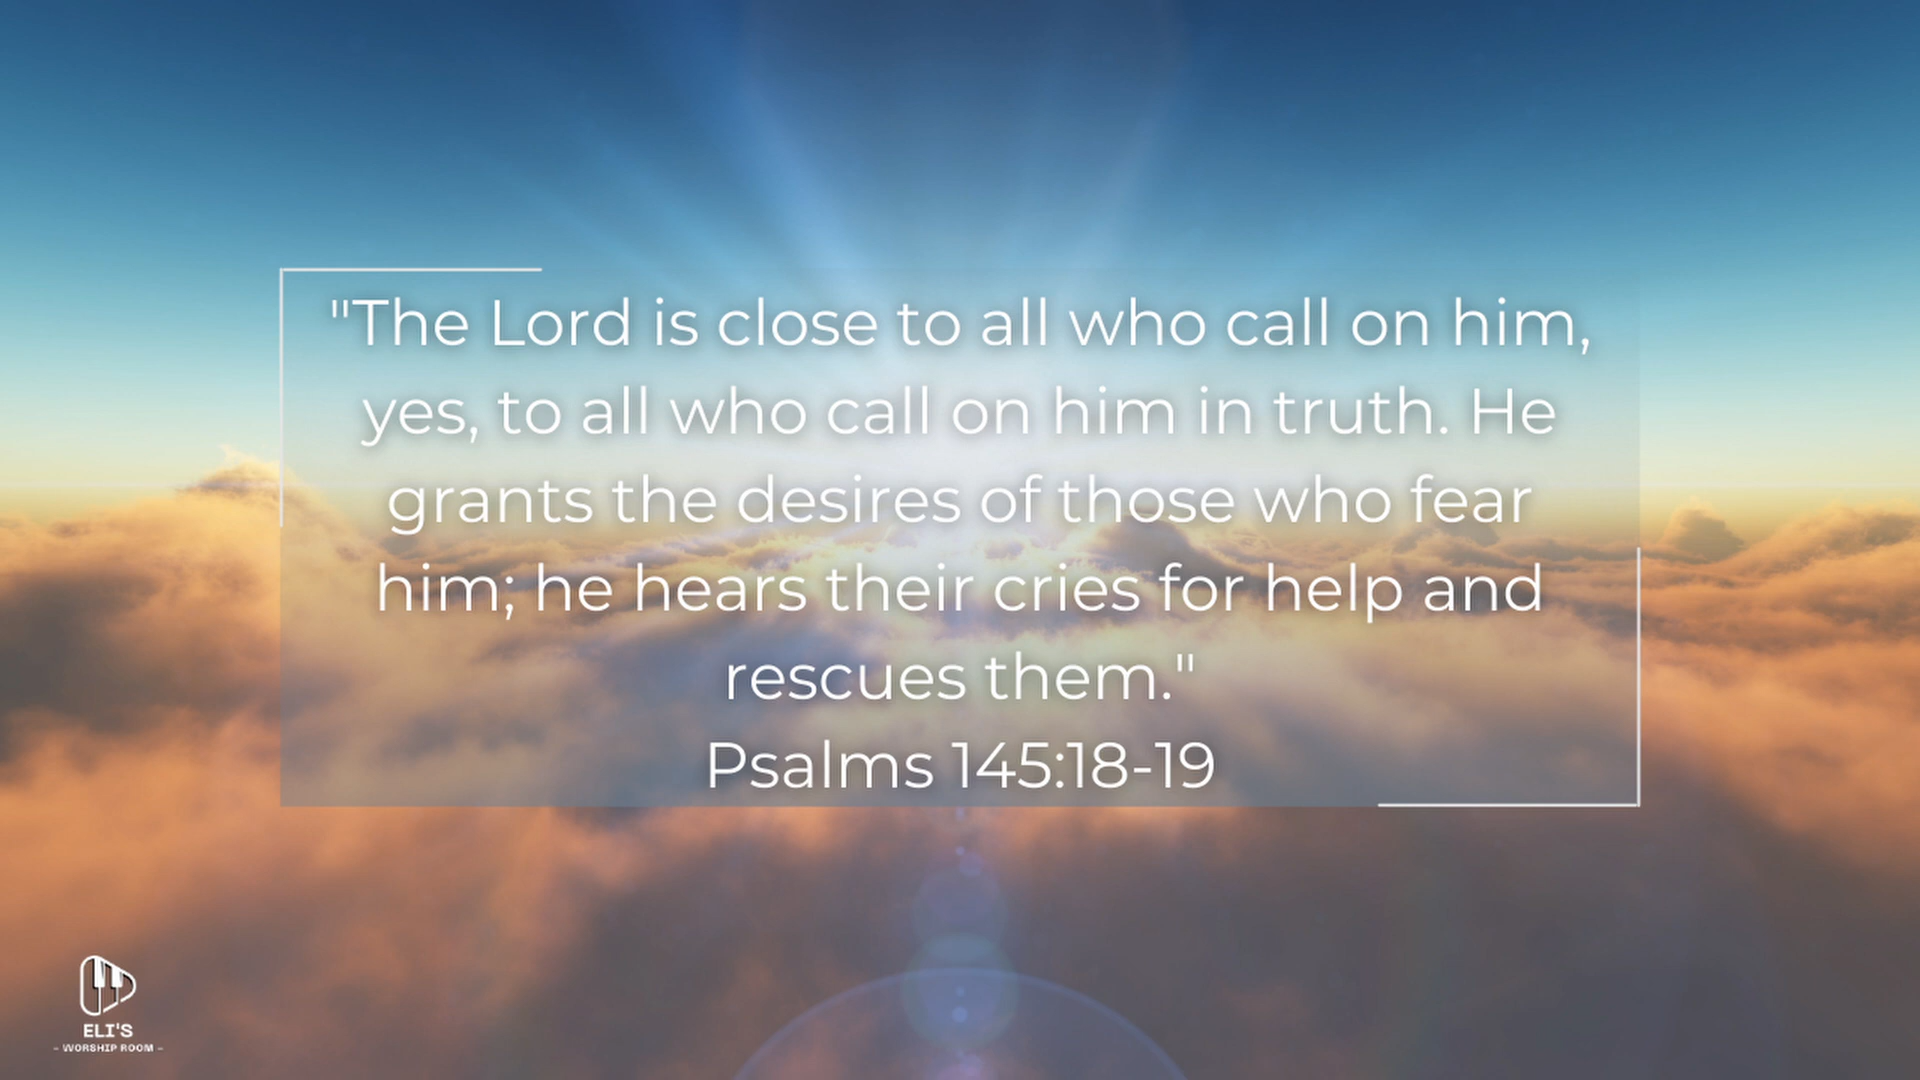 "The Lord is close to all who call on him,
yes, to all who call on him in truth. He
grants the desires of those who fear
him; he hears their cries for help and
rescues them."
Psalms 145:18-19
ELI'S
- WORSHIP ROOM -